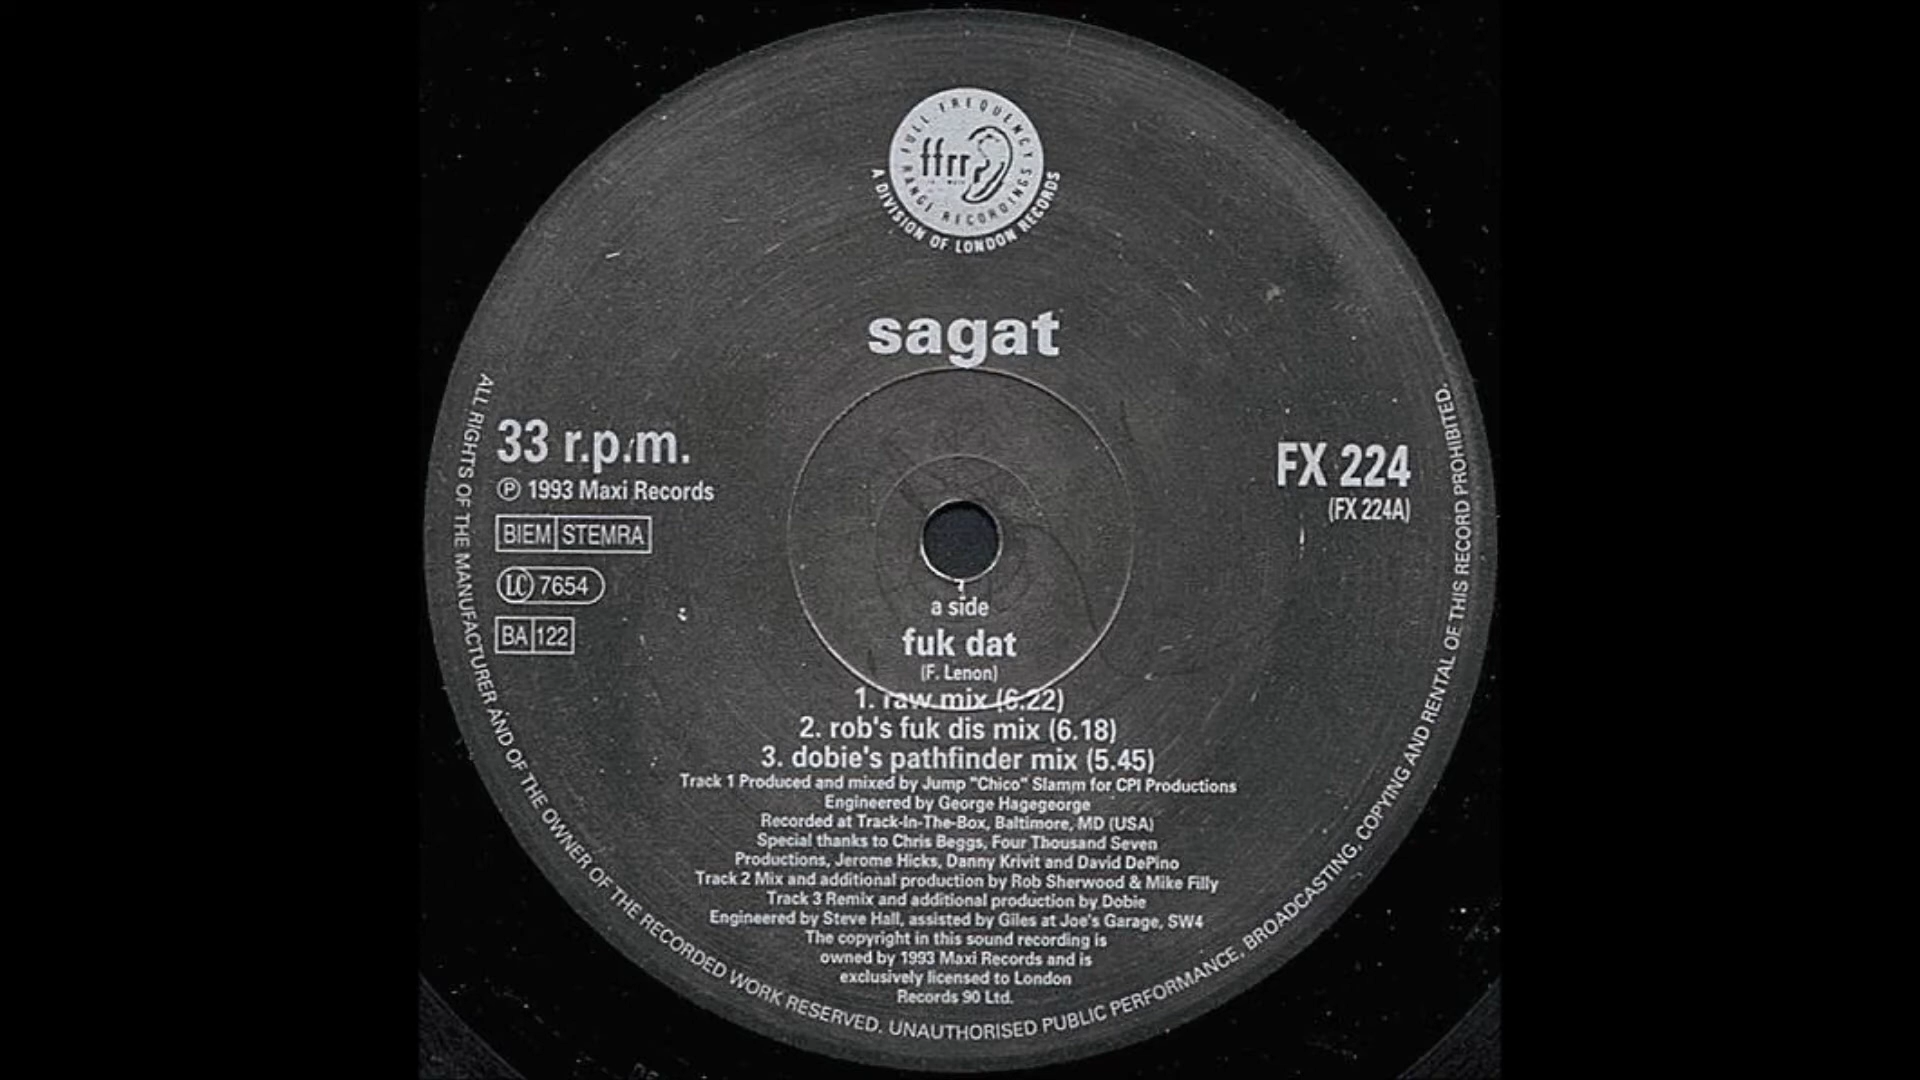 FULL FREQUENCY
ffrr
RANGE RECORDINGS
A DIVISION OF LONDON RECORDS
sagat
33 r.p.m.
℗ 1993 Maxi Records
BIEM STEMRA
LC 7654
BA 122
FX 224
(FX 224A)
a side
fuk dat
(F. Lenon)
1. raw mix (6.22)
2. rob's fuk dis mix (6.18)
3. dobie's pathfinder mix (5.45)
Track 1 Produced and mixed by Jump "Chico" Slamm for CPI Productions
Engineered by George Hagegeorge
Recorded at Track-In-The-Box, Baltimore, MD (USA)
Special thanks to Chris Beggs, Four Thousand Seven
Productions, Jerome Hicks, Danny Krivit and David DePino
Track 2 Mix and additional production by Rob Sherwood & Mike Filly
Track 3 Remix and additional production by Dobie
Engineered by Steve Hall, assisted by Giles at Joe's Garage, SW4
The copyright in this sound recording is
owned by 1993 Maxi Records and is
exclusively licensed to London
Records 90 Ltd.
ALL RIGHTS OF THE MANUFACTURER AND OF THE OWNER OF THE RECORDED WORK RESERVED. UNAUTHORISED PUBLIC PERFORMANCE, BROADCASTING, COPYING AND RENTAL OF THIS RECORD PROHIBITED.